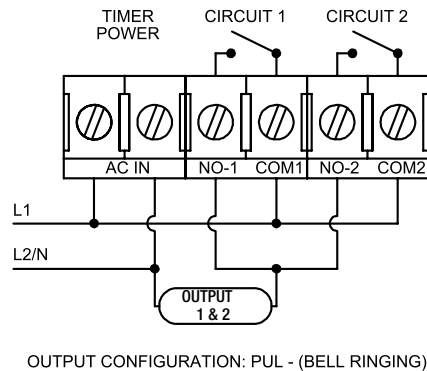 TIMER
POWER
CIRCUIT 1
CIRCUIT 2
AC IN
NO-1
COM1
NO-2
COM2
L1
L2/N
OUTPUT
1 & 2
OUTPUT CONFIGURATION: PUL - (BELL RINGING)